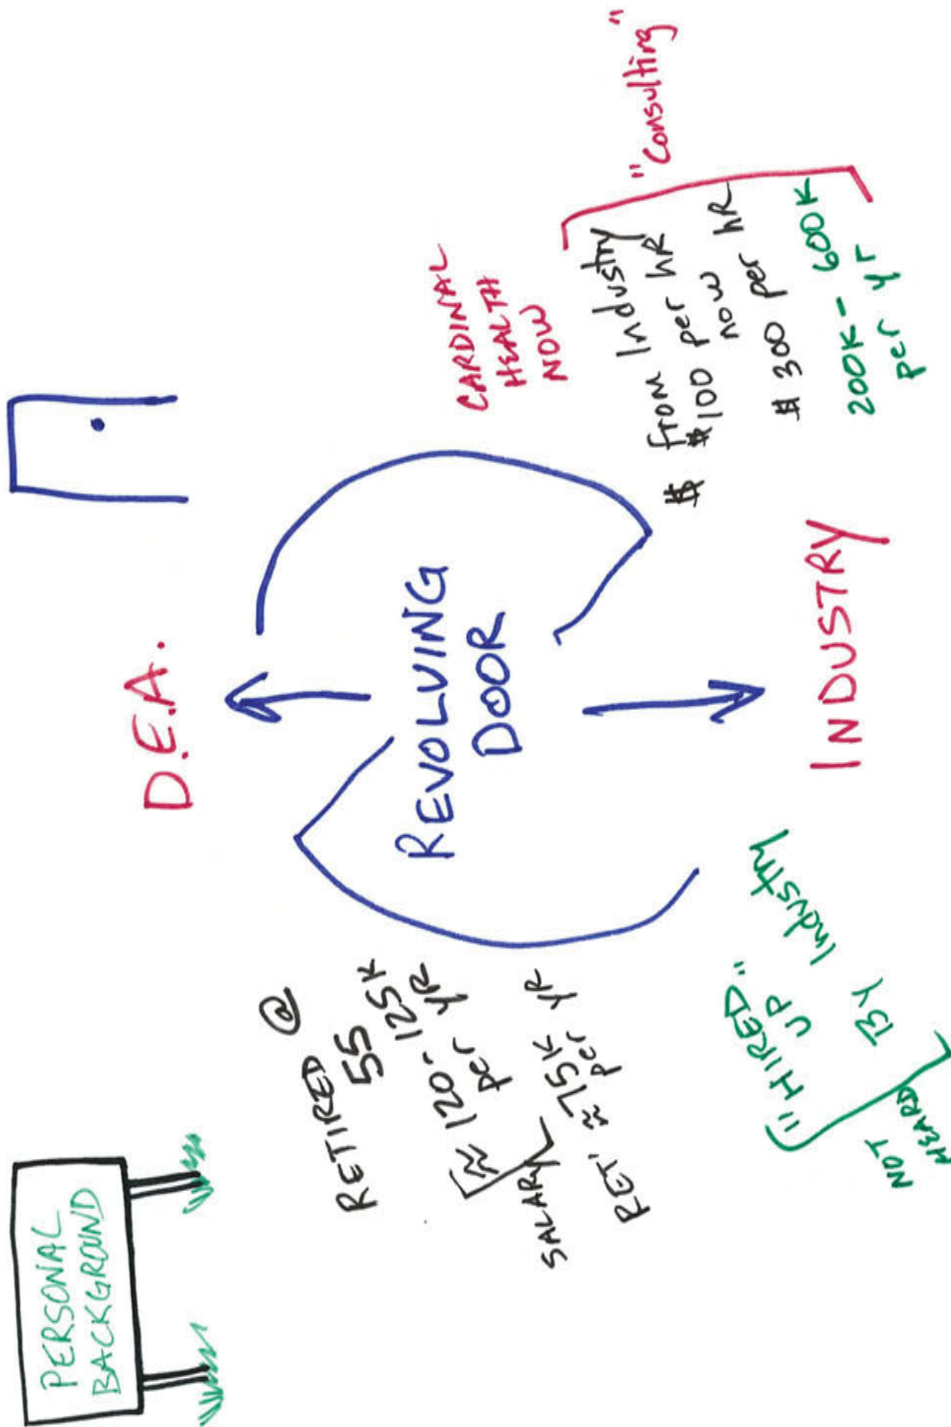 PERSONAL
BACKGROUND
D.E.A.
REVOLVING
DOOR
INDUSTRY
RETIRED @
55
≈ 120-125K
per YR
SALARY
RET' ≈ 75K
per YR
"HIRED"
UP
BY Industry
NOT
HEARD
CARDINAL
HEALTH
NOW
$ from Industry
$100 per hR
now
$ 300 per hR
200K - 600K
per yr
"Consulting"